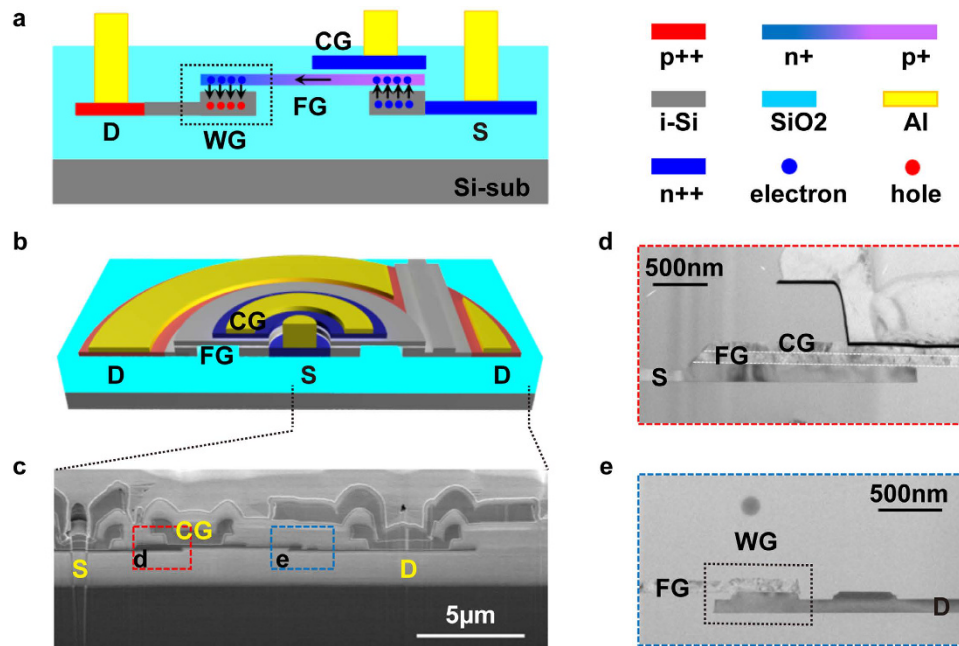 a
CG
D
WG
FG
S
Si-sub
p++
n+
p+
i-Si
SiO2
Al
n++
electron
hole
b
CG
FG
D
S
D
c
CG
S
d
e
D
5μm
d
500nm
CG
FG
S
e
500nm
WG
FG
D